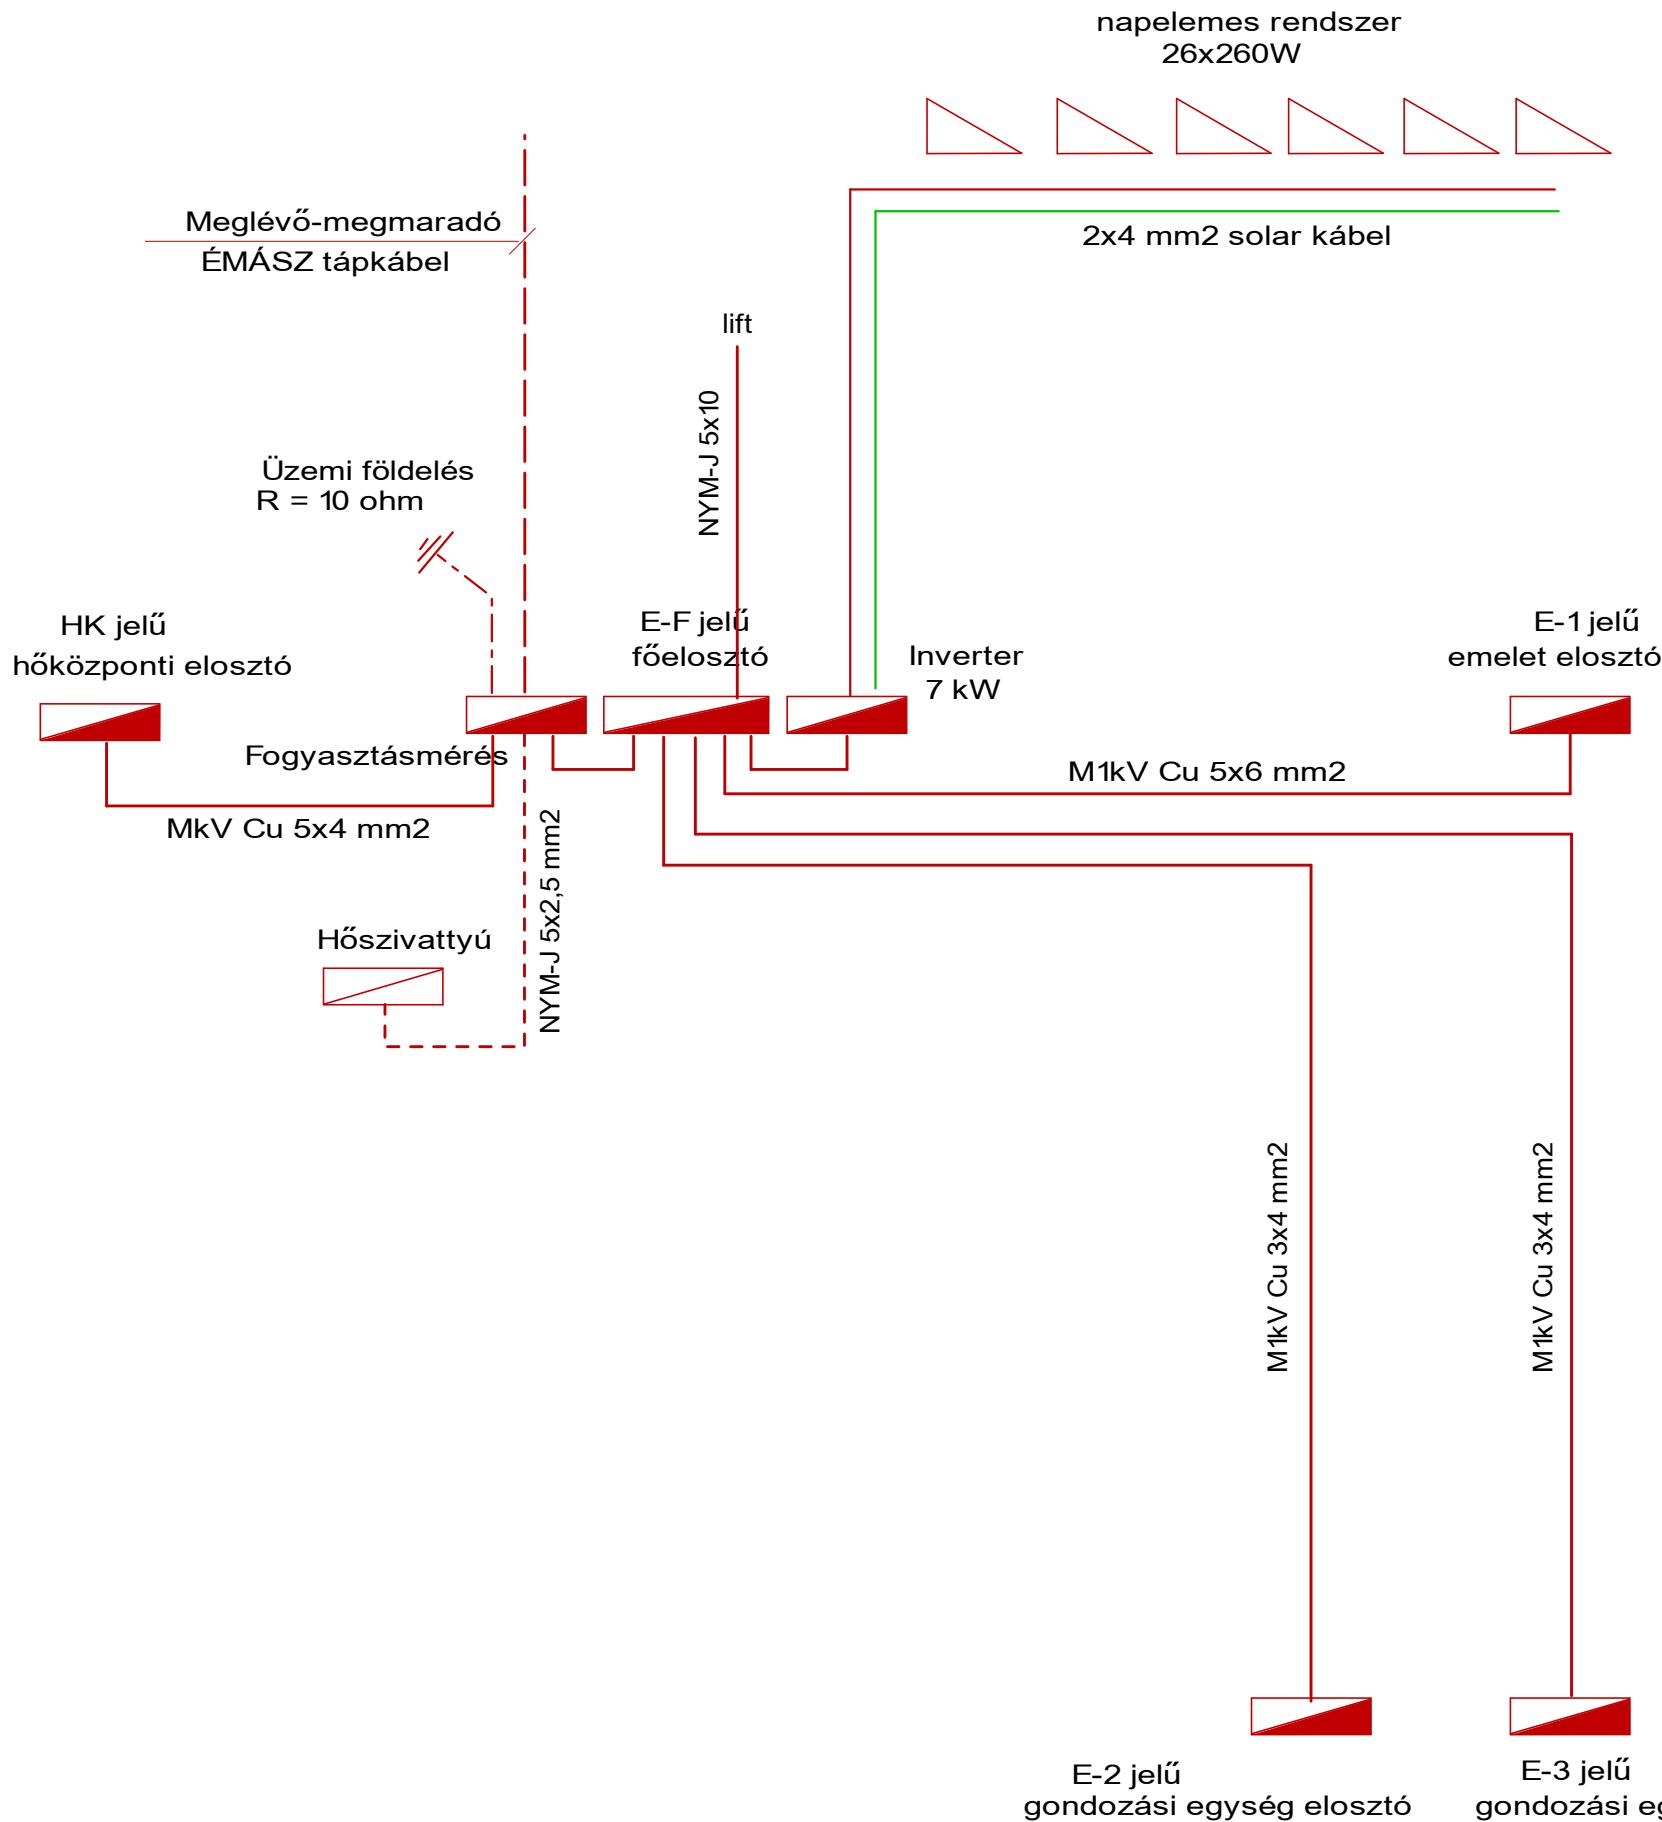 napelemes rendszer
26x260W
Meglévő-megmaradó
ÉMÁSZ tápkábel
2x4 mm2 solar kábel
lift
NYM-J 5x10
Üzemi földelés
R = 10 ohm
HK jelű
hőközponti elosztó
E-F jelű
főelosztó
Inverter
7 kW
E-1 jelű
emelet elosztó
Fogyasztásmérés
M1kV Cu 5x6 mm2
MkV Cu 5x4 mm2
NYM-J 5x2,5 mm2
Hőszivattyú
M1kV Cu 3x4 mm2
M1kV Cu 3x4 mm2
E-2 jelű
gondozási egység elosztó
E-3 jelű
gondozási